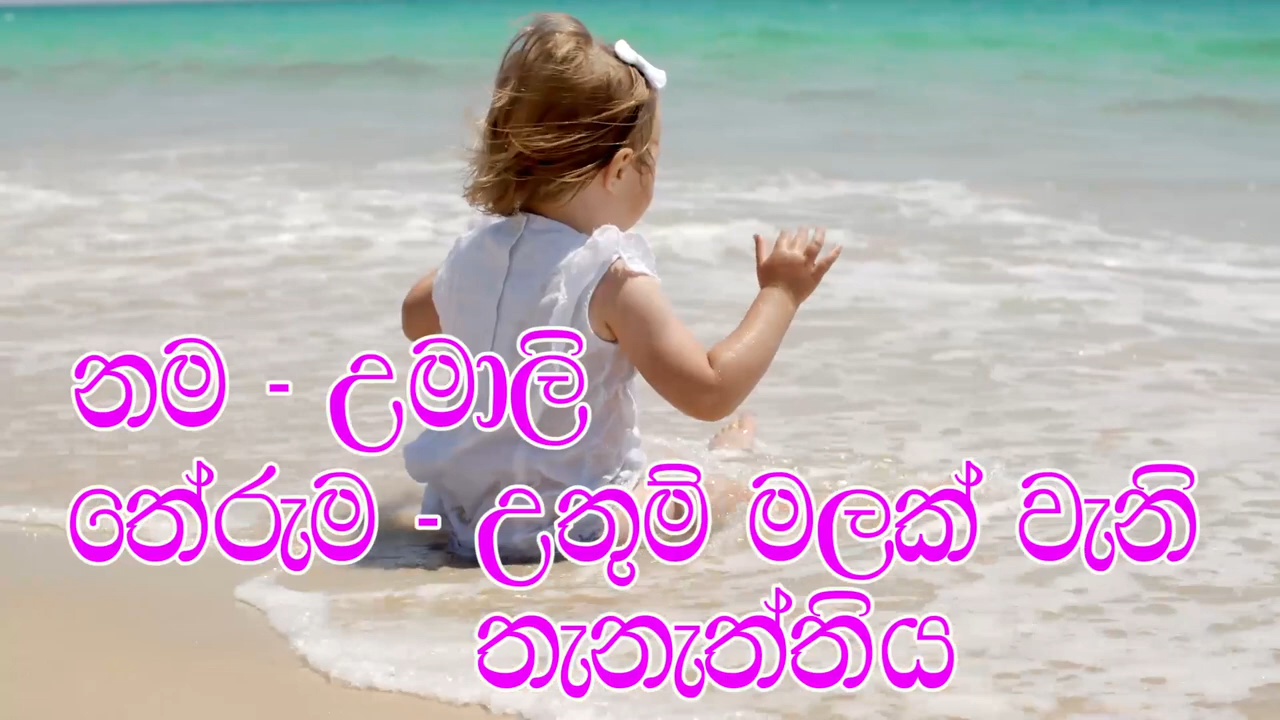 නම - උමාලි
තේරුම - උතුම් මලක් වැනි
තැනැත්තිය